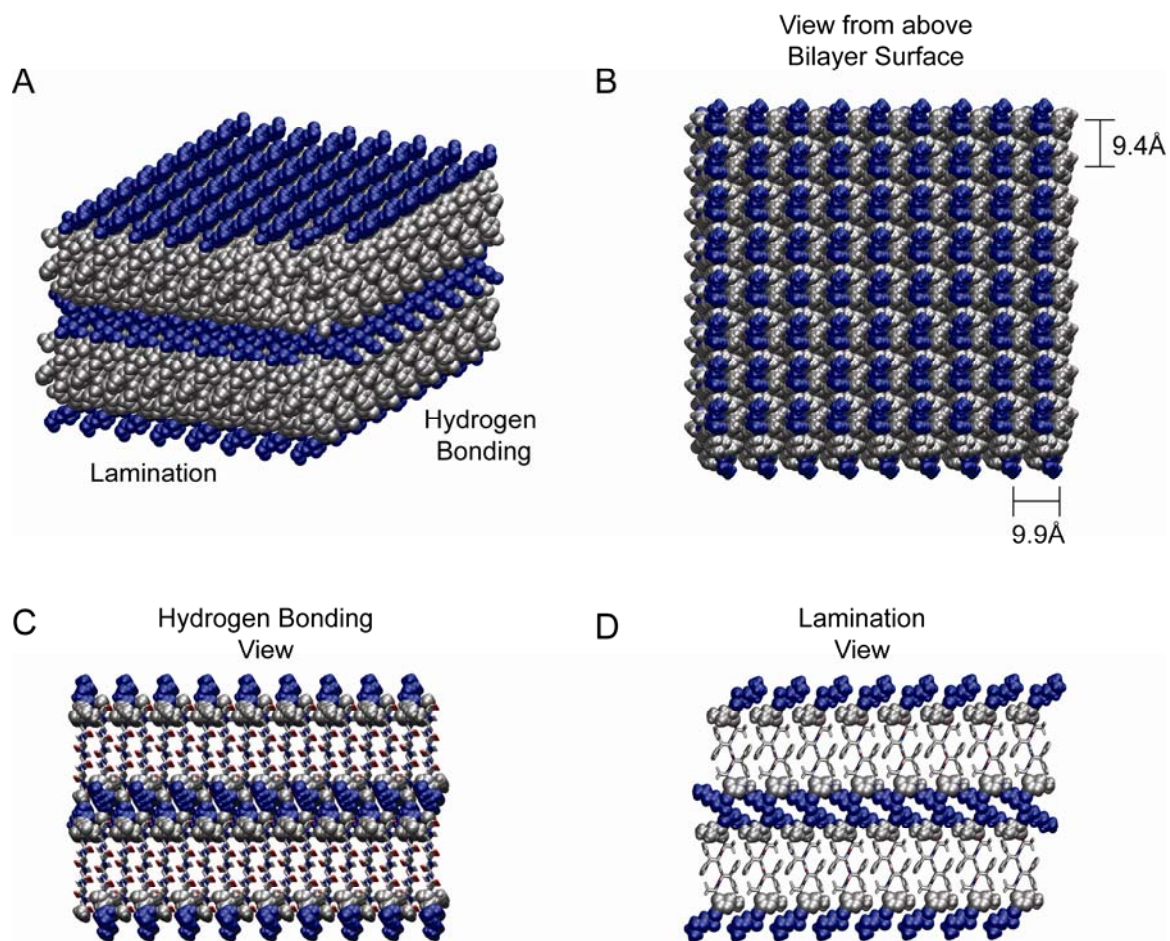 A
Lamination
Hydrogen
Bonding
View from above
Bilayer Surface
B
9.4Å
9.9Å
C
Hydrogen Bonding
View
D
Lamination
View